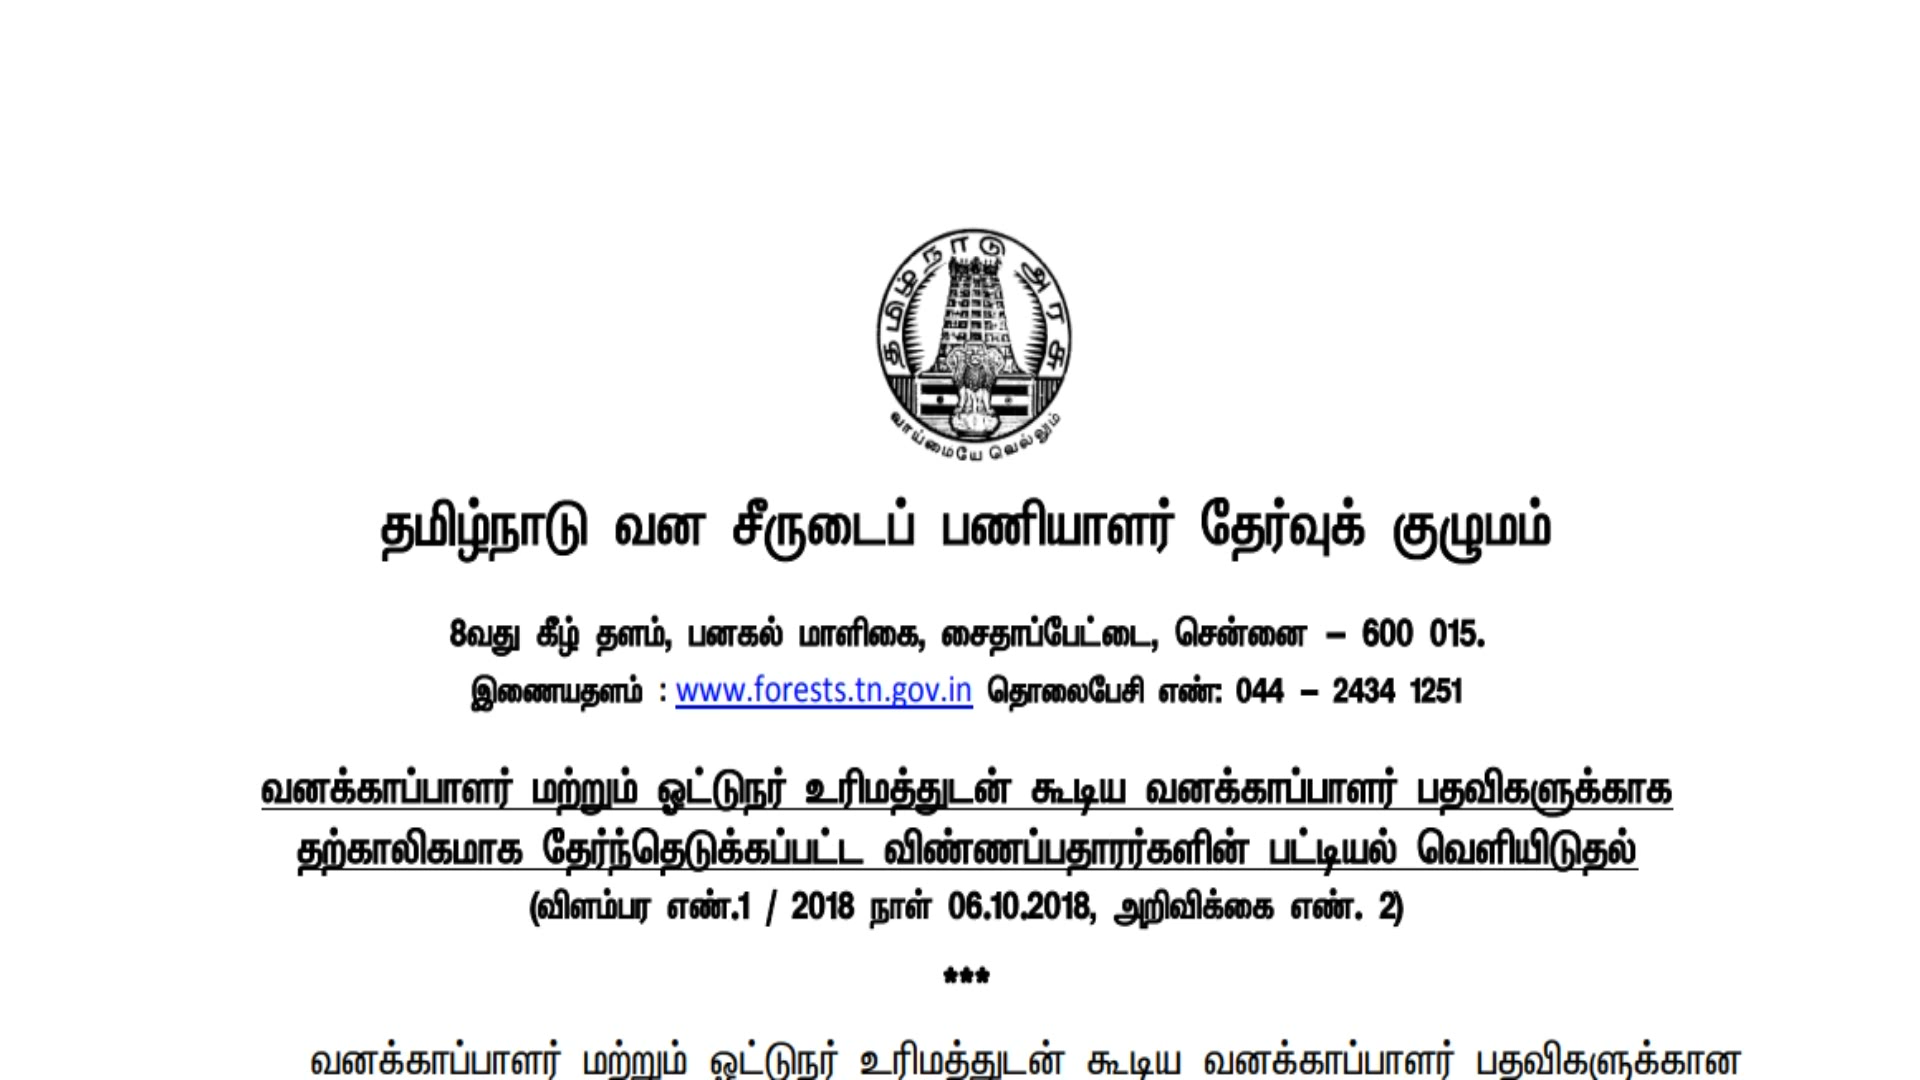 தமிழ்நாடு அரசு
வாய்மையே வெல்லும்
தமிழ்நாடு வன சீருடைப் பணியாளர் தேர்வுக் குழுமம்
8வது கீழ் தளம், பனகல் மாளிகை, சைதாப்பேட்டை, சென்னை – 600 015.
இணையதளம் : www.forests.tn.gov.in தொலைபேசி எண்: 044 – 2434 1251
வனக்காப்பாளர் மற்றும் ஓட்டுநர் உரிமத்துடன் கூடிய வனக்காப்பாளர் பதவிகளுக்காக
தற்காலிகமாக தேர்ந்தெடுக்கப்பட்ட விண்ணப்பதாரர்களின் பட்டியல் வெளியிடுதல்
(விளம்பர எண்.1 / 2018 நாள் 06.10.2018, அறிவிக்கை எண். 2)
***
வனக்காப்பாளர் மற்றும் ஓட்டுநர் உரிமத்துடன் கூடிய வனக்காப்பாளர் பதவிகளுக்கான